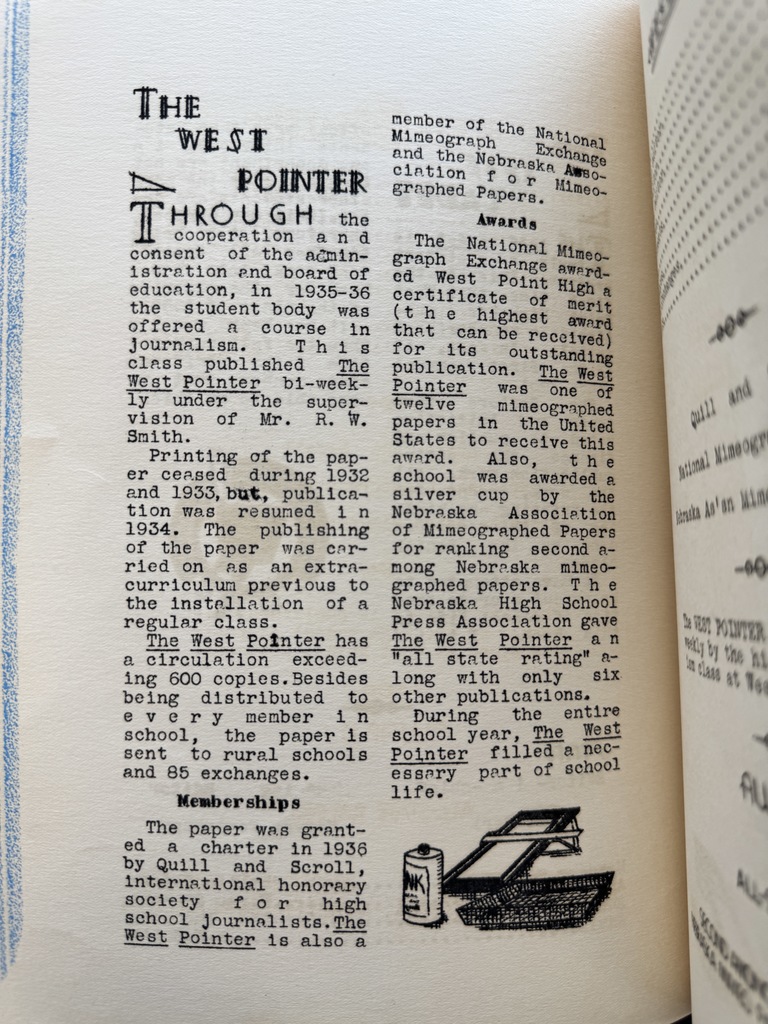 THE
WEST
POINTER
THROUGH the
cooperation and
consent of the admin-
istration and board of
education, in 1935-36
the student body was
offered a course in
journalism. This
class published The
West Pointer bi-week-
ly under the super-
vision of Mr. R. W.
Smith.
Printing of the pap-
er ceased during 1932
and 1933, but, publica-
tion was resumed in
1934. The publishing
of the paper was car-
ried on as an extra-
curriculum previous to
the installation of a
regular class.
The West Pointer has
a circulation exceed-
ing 600 copies. Besides
being distributed to
every member in
school, the paper is
sent to rural schools
and 85 exchanges.
Memberships
The paper was grant-
ed a charter in 1936
by Quill and Scroll,
international honorary
society for high
school journalists. The
West Pointer is also a
member of the National
Mimeograph Exchange
and the Nebraska Asso-
ciation for Mimeo-
graphed Papers.
Awards
The National Mimeo-
graph Exchange award-
ed West Point High a
certificate of merit
(the highest award
that can be received)
for its outstanding
publication. The West
Pointer was one of
twelve mimeographed
papers in the United
States to receive this
award. Also, the
school was awarded a
silver cup by the
Nebraska Association
of Mimeographed Papers
for ranking second a-
mong Nebraska mimeo-
graphed papers. The
Nebraska High School
Press Association gave
The West Pointer an
"all state rating" a-
long with only six
other publications.
During the entire
school year, The West
Pointer filled a nec-
essary part of school
life.
INK
Quill and
National Mimeogr
As'an Mim
The WEST POINTER
weekly by the hi
class at Wes